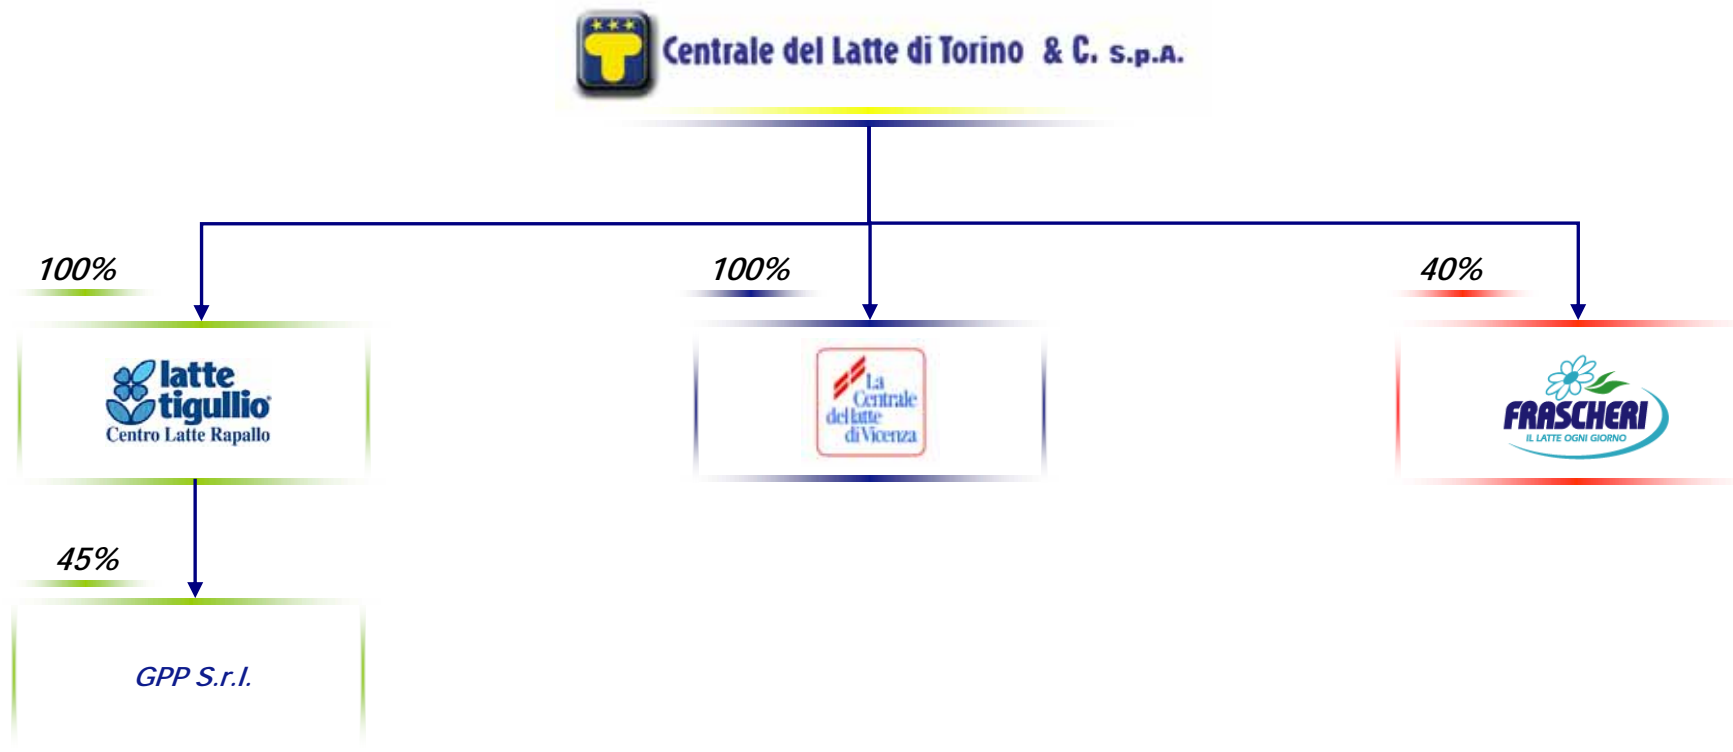 Centrale del Latte di Torino & C. S.p.A.
100%
100%
40%
latte
tigullio
Centro Latte Rapallo
La
Centrale
del latte
di Vicenza
FRASCHERI
IL LATTE OGNI GIORNO
45%
GPP S.r.l.